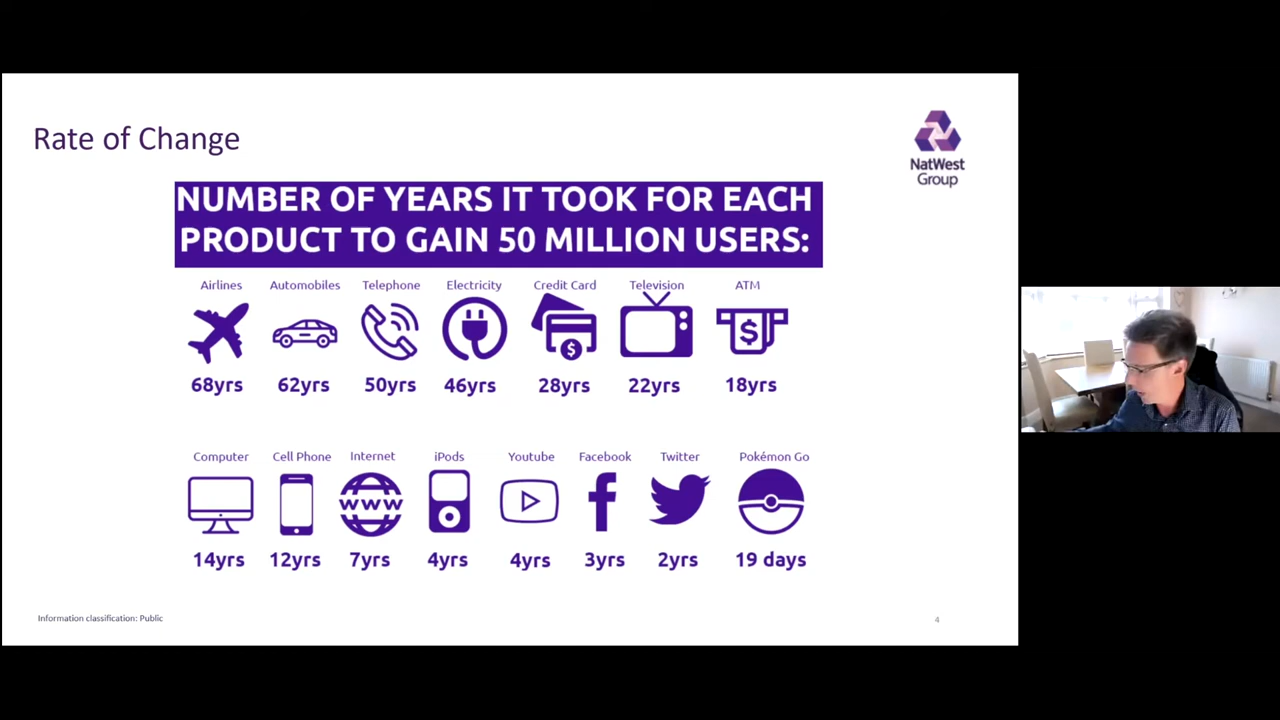 Rate of Change
NatWest
Group
NUMBER OF YEARS IT TOOK FOR EACH
PRODUCT TO GAIN 50 MILLION USERS:
Airlines Automobiles Telephone Electricity Credit Card Television ATM
$ $
68yrs 62yrs 50yrs 46yrs 28yrs 22yrs 18yrs
Computer Cell Phone Internet iPods Youtube Facebook Twitter Pokémon Go
www f
14yrs 12yrs 7yrs 4yrs 4yrs 3yrs 2yrs 19 days
Information classification: Public 4